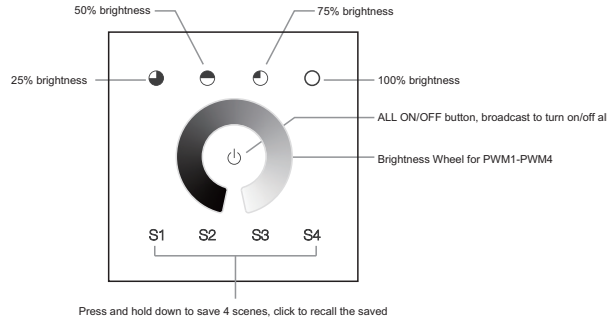 50% brightness
75% brightness
25% brightness
100% brightness
ALL ON/OFF button, broadcast to turn on/off al
Brightness Wheel for PWM1-PWM4
S1 S2 S3 S4
Press and hold down to save 4 scenes, click to recall the saved